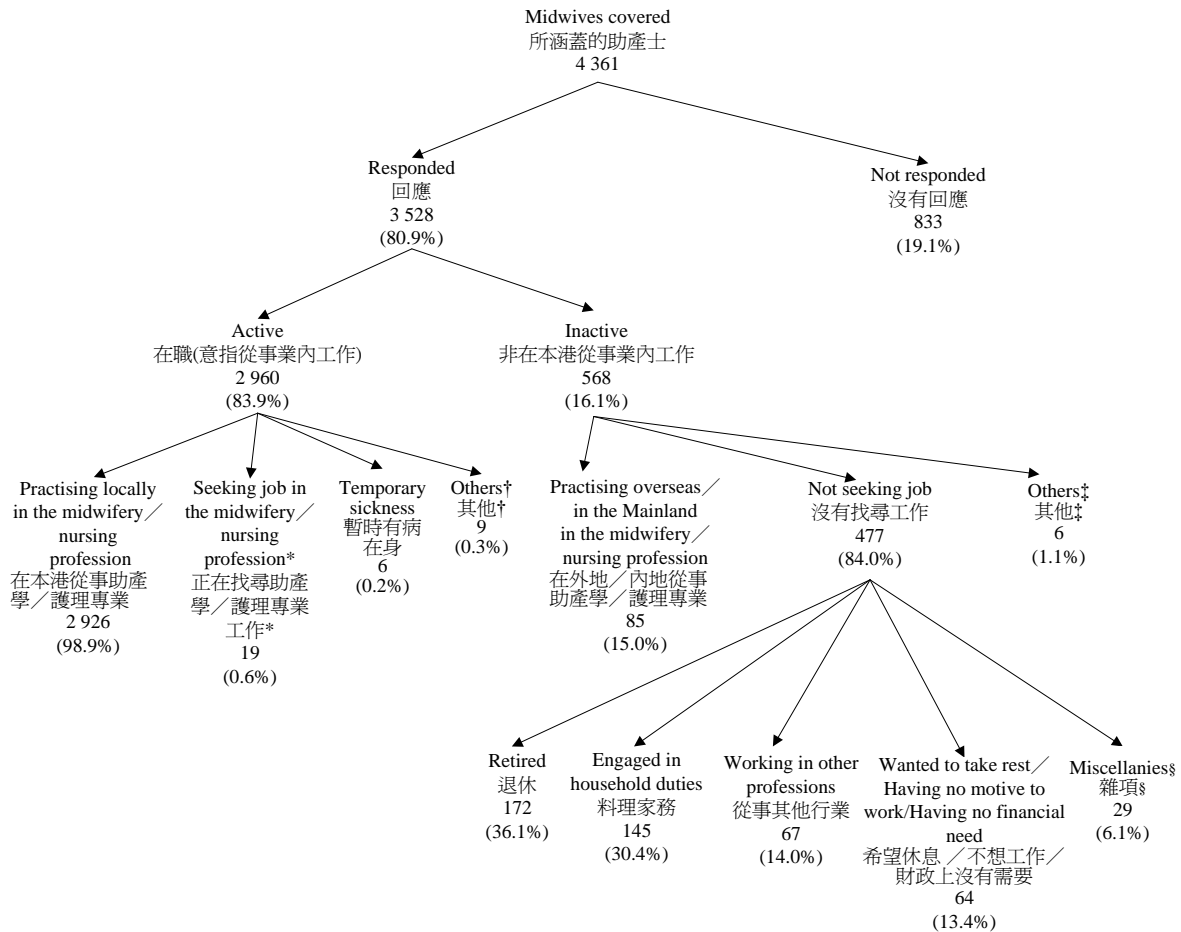 Midwives covered
所涵蓋的助產士
4 361
Responded
回應
3 528
(80.9%)
Not responded
沒有回應
833
(19.1%)
Active
在職(意指從事業內工作)
2 960
(83.9%)
Inactive
非在本港從事業內工作
568
(16.1%)
Practising locally
in the midwifery／
nursing
profession
在本港從事助產
學／護理專業
2 926
(98.9%)
Seeking job in
the midwifery／
nursing
profession*
正在找尋助產
學／護理專業
工作*
19
(0.6%)
Temporary
sickness
暫時有病
在身
6
(0.2%)
Others†
其他†
9
(0.3%)
Practising overseas／
in the Mainland
in the midwifery／
nursing profession
在外地／內地從事
助產學／護理專業
85
(15.0%)
Not seeking job
沒有找尋工作
477
(84.0%)
Others‡
其他‡
6
(1.1%)
Retired
退休
172
(36.1%)
Engaged in
household duties
料理家務
145
(30.4%)
Working in other
professions
從事其他行業
67
(14.0%)
Wanted to take rest／
Having no motive to
work/Having no financial
need
希望休息／不想工作／
財政上沒有需要
64
(13.4%)
Miscellanies§
雜項§
29
(6.1%)